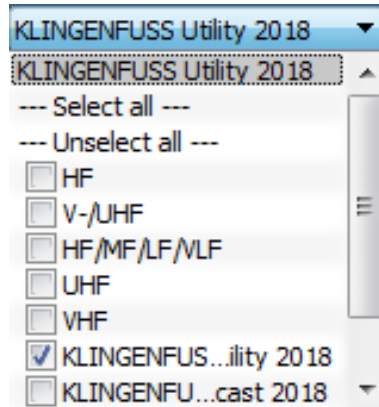 KLINGENFUSS Utility 2018
KLINGENFUSS Utility 2018
--- Select all ---
--- Unselect all ---
HF
V-/UHF
HF/MF/LF/VLF
UHF
VHF
KLINGENFUS...ility 2018
KLINGENFU...cast 2018